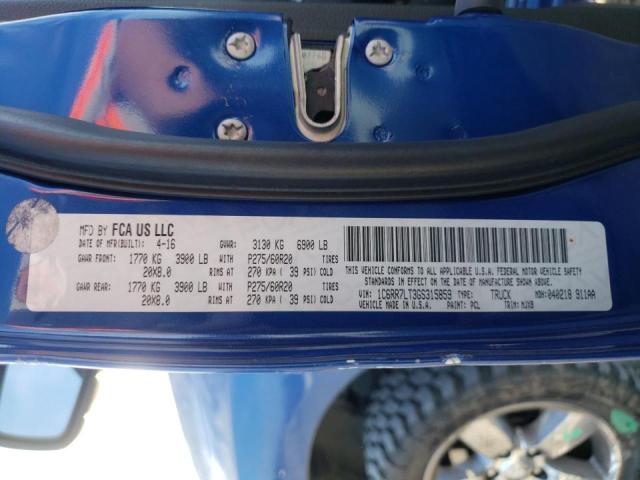 MFD BY FCA US LLC
DATE OF MFR(BUILT): 4-16 GVWR: 3130 KG 6900 LB
GAWR FRONT: 1770 KG 3900 LB WITH P275/60R20 TIRES
20X8.0 RIMS AT 270 KPA ( 39 PSI) COLD
GAWR REAR: 1770 KG 3900 LB WITH P275/60R20 TIRES
20X8.0 RIMS AT 270 KPA ( 39 PSI) COLD
THIS VEHICLE CONFORMS TO ALL APPLICABLE U.S.A. FEDERAL MOTOR VEHICLE
SAFETY STANDARDS IN EFFECT ON THE DATE OF MANUFACTURE SHOWN ABOVE.
VIN: 1C6RR7LT3GS315859 TYPE: TRUCK MDH: 040218 911AA
VEHICLE MADE IN U.S.A. PAINT: PCL TRIM: MJX8